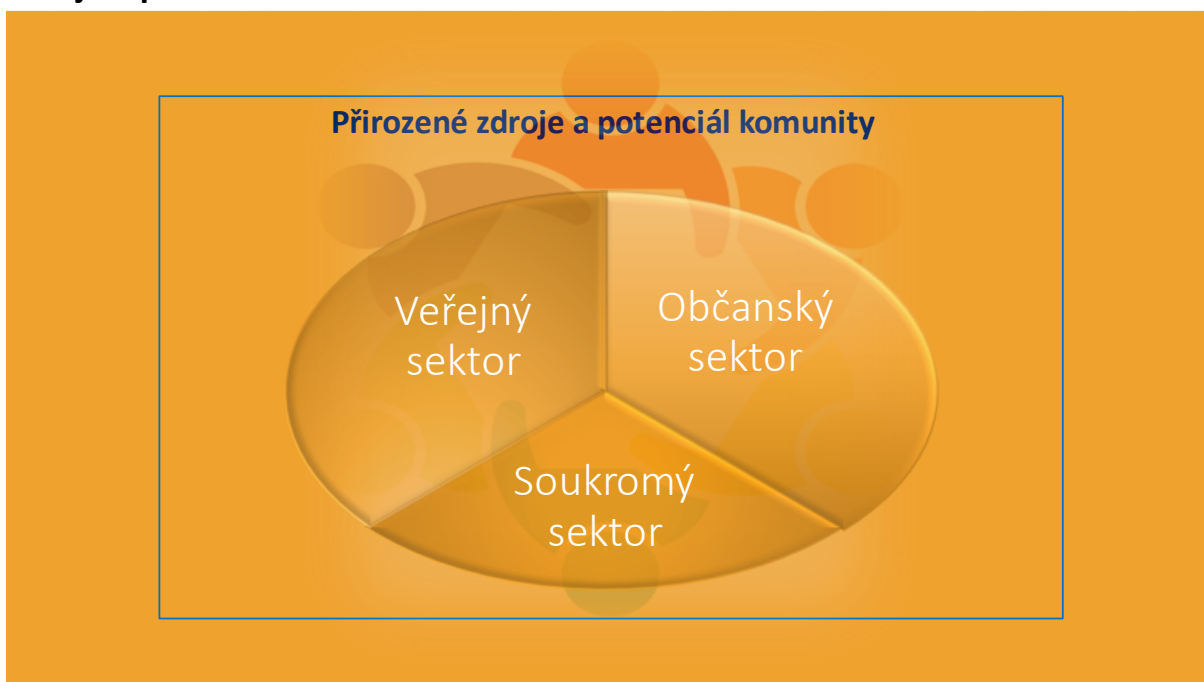 Přirozené zdroje a potenciál komunity
Veřejný
sektor
Občanský
sektor
Soukromý
sektor